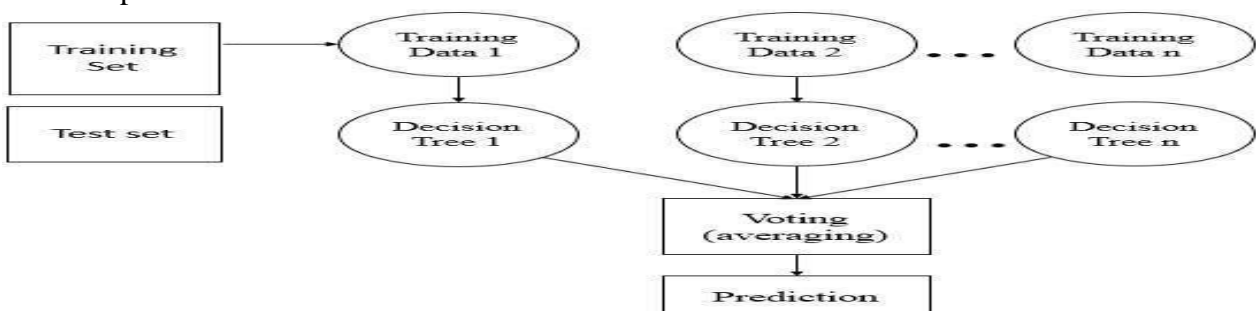 Training
Set
Training
Data 1
Training
Data 2
Training
Data n
Test set
Decision
Tree 1
Decision
Tree 2
Decision
Tree n
Voting
(averaging)
Prediction